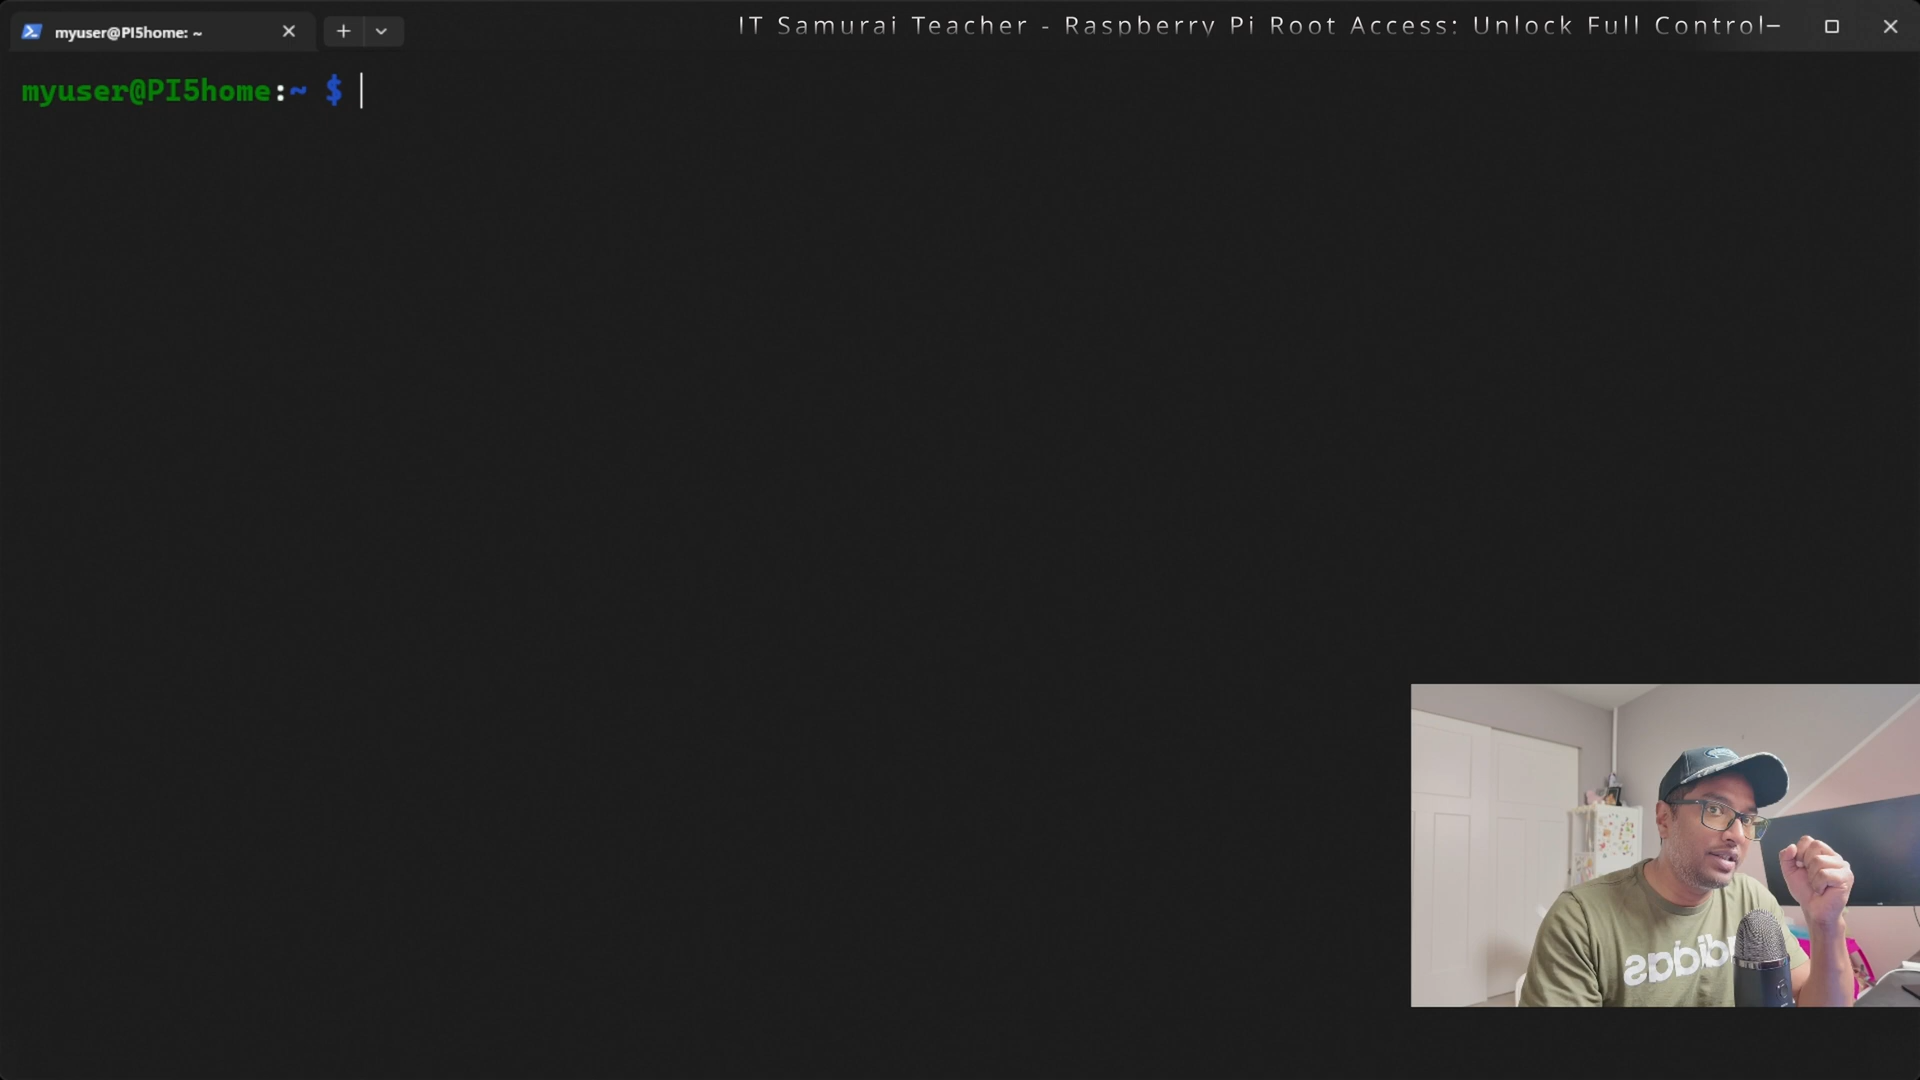 myuser@PI5home: ~
IT Samurai Teacher - Raspberry Pi Root Access: Unlock Full Control
myuser@PI5home:~ $
adidas